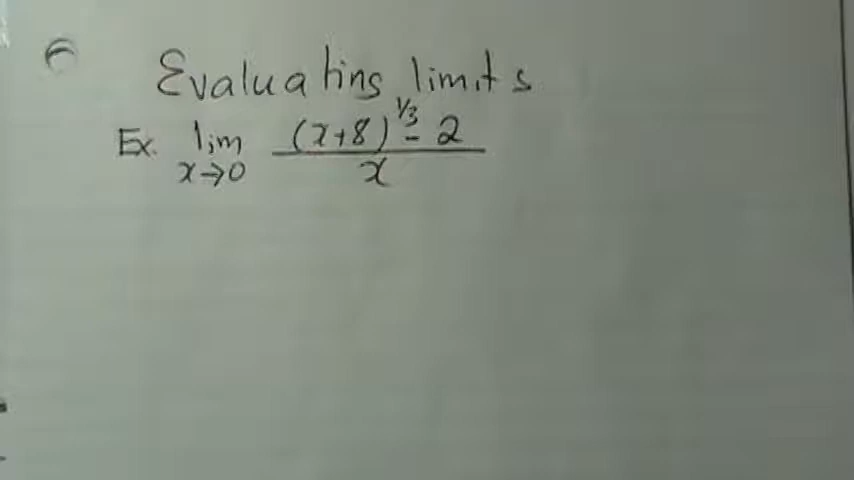 Evaluating limits
Ex. lim x→0 ((x+8)^1/3 - 2)/x